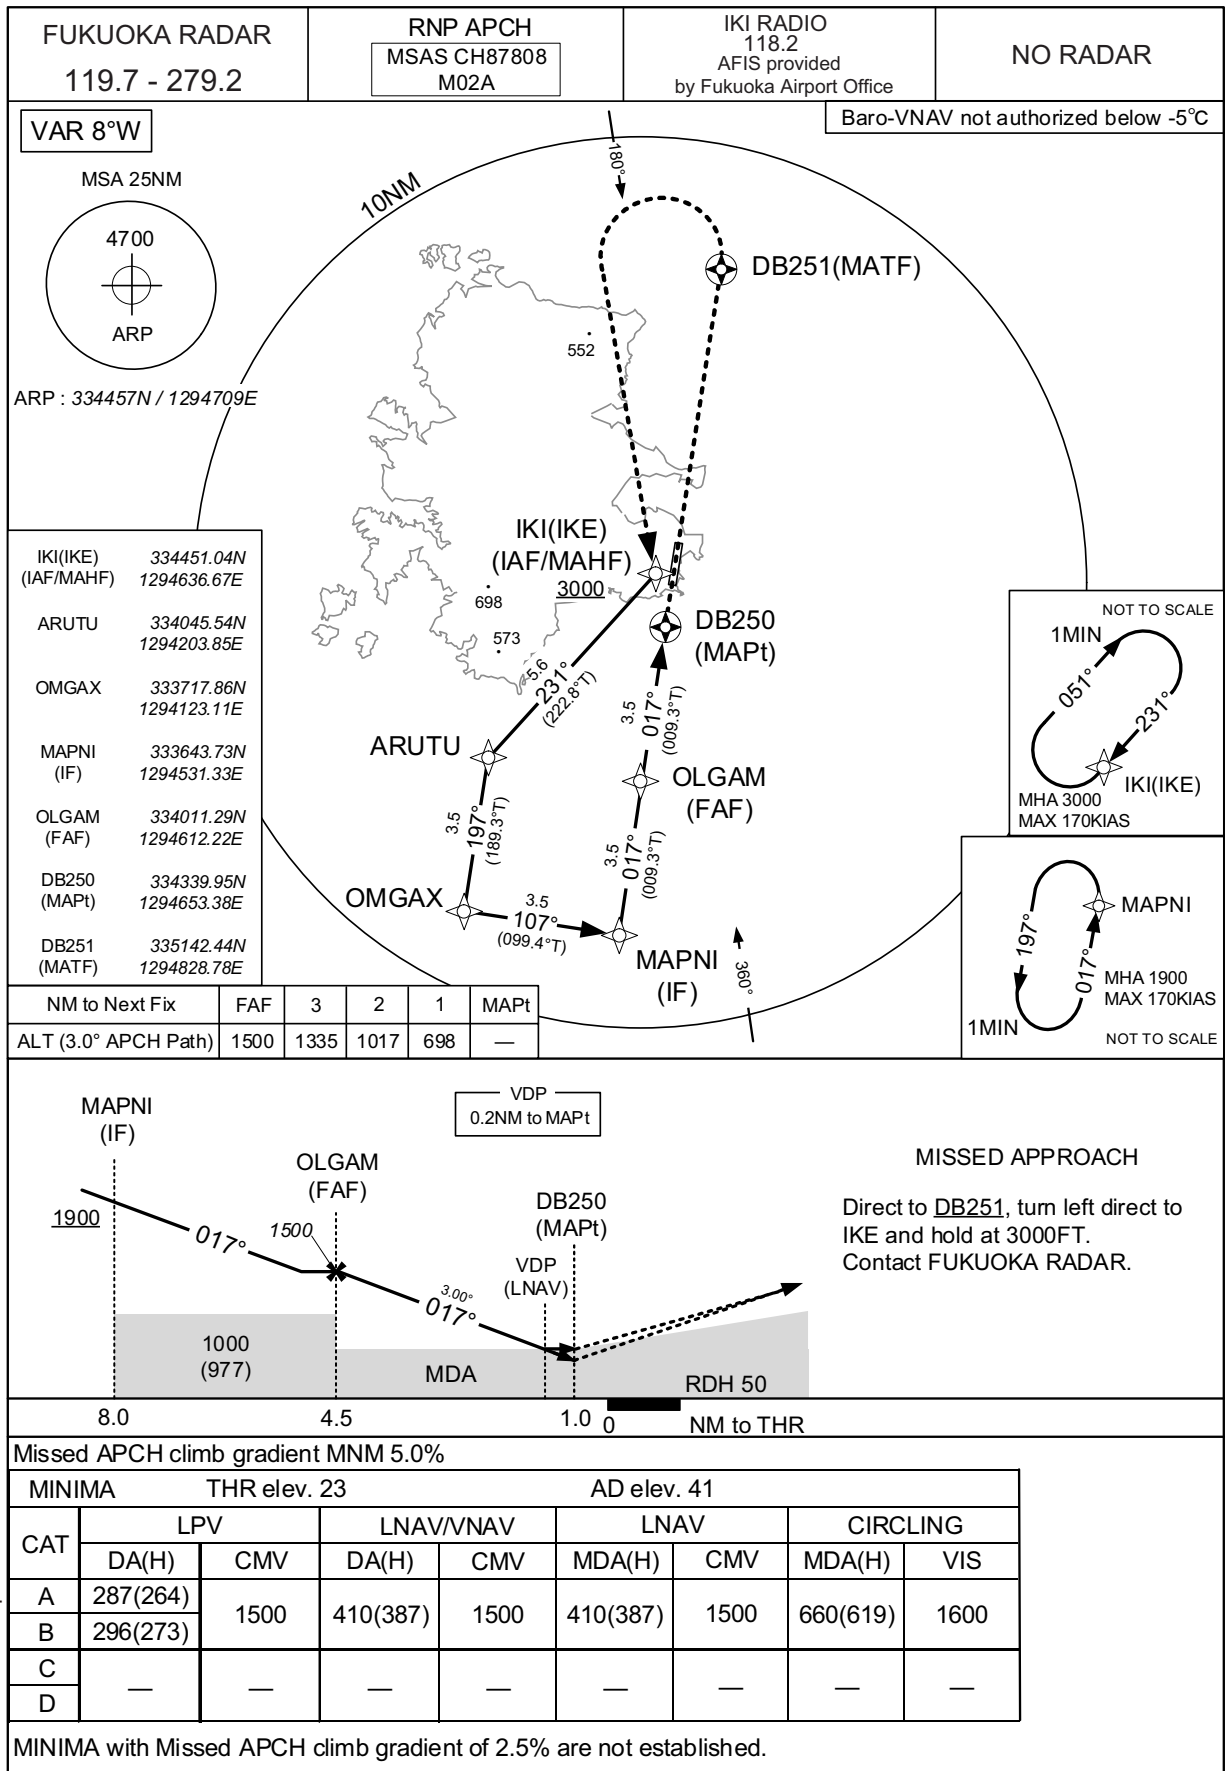 FUKUOKA RADAR
119.7 - 279.2
RNP APCH
MSAS CH87808
M02A
IKI RADIO
118.2
AFIS provided
by Fukuoka Airport Office
NO RADAR
VAR 8°W
Baro-VNAV not authorized below -5°C
MSA 25NM
4700
ARP
ARP : 334457N / 1294709E
10NM
180°
DB251(MATF)
552
IKI(IKE)
(IAF/MAHF)
3000
698
573
DB250
(MAPt)
5.6
231°
(222.8°T)
3.5
017°
(009.3°T)
ARUTU
OLGAM
(FAF)
3.5
197°
(189.3°T)
3.5
017°
(009.3°T)
OMGAX
3.5
107°
(099.4°T)
MAPNI
(IF)
360°
IKI(IKE) 334451.04N
(IAF/MAHF) 1294636.67E
ARUTU 334045.54N
1294203.85E
OMGAX 333717.86N
1294123.11E
MAPNI 333643.73N
(IF) 1294531.33E
OLGAM 334011.29N
(FAF) 1294612.22E
DB250 334339.95N
(MAPt) 1294653.38E
DB251 335142.44N
(MATF) 1294828.78E
NOT TO SCALE
1MIN
051°
231°
IKI(IKE)
MHA 3000
MAX 170KIAS
MAPNI
197°
017°
MHA 1900
MAX 170KIAS
1MIN
NOT TO SCALE
NM to Next Fix FAF 3 2 1 MAPt
ALT (3.0° APCH Path) 1500 1335 1017 698 —
VDP
0.2NM to MAPt
MAPNI
(IF)
OLGAM
(FAF)
DB250
(MAPt)
1900
017°
1500
VDP
(LNAV)
3.00°
017°
1000
(977)
MDA
RDH 50
8.0 4.5 1.0 0 NM to THR
MISSED APPROACH
Direct to DB251, turn left direct to
IKE and hold at 3000FT.
Contact FUKUOKA RADAR.
Missed APCH climb gradient MNM 5.0%
MINIMA THR elev. 23 AD elev. 41
CAT LPV LNAV/VNAV LNAV CIRCLING
DA(H) CMV DA(H) CMV MDA(H) CMV MDA(H) VIS
A 287(264) 1500 410(387) 1500 410(387) 1500 660(619) 1600
B 296(273)
C — — — — — — — —
D
MINIMA with Missed APCH climb gradient of 2.5% are not established.